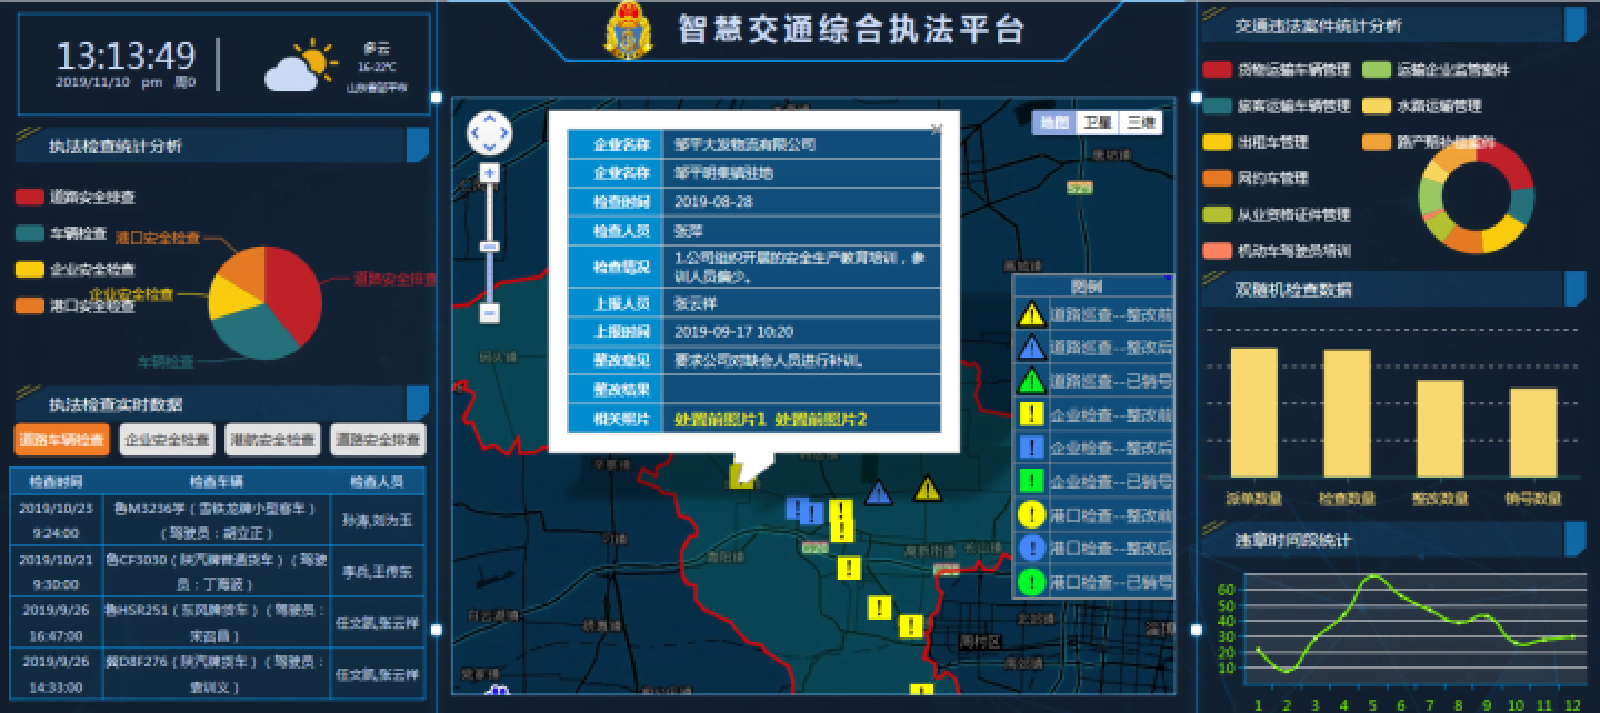 13:13:49
2019/11/10 pm 周0
多云
16-22℃
智慧交通综合执法平台
执法检查统计分析
道路安全排查
车辆检查
企业安全检查
港口安全检查
港口安全检查
道路安全排查
企业安全检查
车辆检查
执法检查实时数据
道路车辆检查
企业安全检查
港航安全检查
道路安全排查
检查时间 检查车辆 检查人员
2019/10/23
9:24:00
鲁M3236学（雪铁龙牌小型客车）
（驾驶员：胡立正）
孙涛,刘为玉
2019/10/21
9:30:00
鲁CF3030（陕汽牌普通货车）（驾驶
员：丁海波）
2019/9/26
16:47:00
鲁HSR251（东风牌货车）（驾驶员：
任文凯,张云祥
2019/9/26
14:33:00
冀D8F276（陕汽牌货车）（驾驶员：
任文凯,张云祥
企业名称 邹平大发物流有限公司
企业名称 邹平明集镇驻地
检查时间 2019-08-28
检查人员 张萍
检查情况 1.公司组织开展的安全生产教育培训，参
训人员偏少。
上报人员 张云祥
上报时间 2019-09-17 10:20
整改意见 要求公司对缺会人员进行补训。
整改结果
相关照片 处置前照片1 处置前照片2
地图 卫星 三维
图例
道路巡查--整改前
道路巡查--整改后
道路巡查--已销号
企业检查--整改前
企业检查--整改后
企业检查--已销号
港口检查--整改前
港口检查--整改后
港口检查--已销号
长山镇
周村区
交通违法案件统计分析
货物运输车辆管理
运输企业监管案件
旅客运输车辆管理
水路运输管理
出租车管理
路产赔补偿案件
网约车管理
从业资格证件管理
机动车驾驶员培训
双随机检查数据
派单数量 检查数量 整改数量 销号数量
违章时间段统计
60
50
40
30
20
10
1 2 3 4 5 6 7 8 9 10 11 12